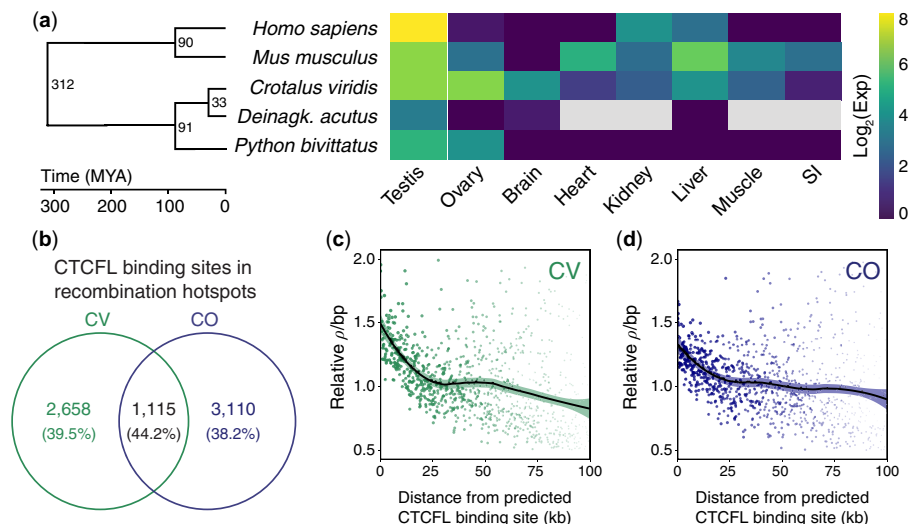 (a)
Homo sapiens
Mus musculus
Crotalus viridis
Deinagk. acutus
Python bivittatus
90
312
33
91
Time (MYA)
300 200 100 0
Testis Ovary Brain Heart Kidney Liver Muscle SI
8
6
4
2
0
Log2(Exp)
(b)
CTCFL binding sites in
recombination hotspots
CV CO
2,658 1,115 3,110
(39.5%) (44.2%) (38.2%)
(c)
CV
2.0
1.5
1.0
0.5
Relative ρ/bp
0 25 50 75 100
Distance from predicted
CTCFL binding site (kb)
(d)
CO
2.0
1.5
1.0
0.5
Relative ρ/bp
0 25 50 75 100
Distance from predicted
CTCFL binding site (kb)